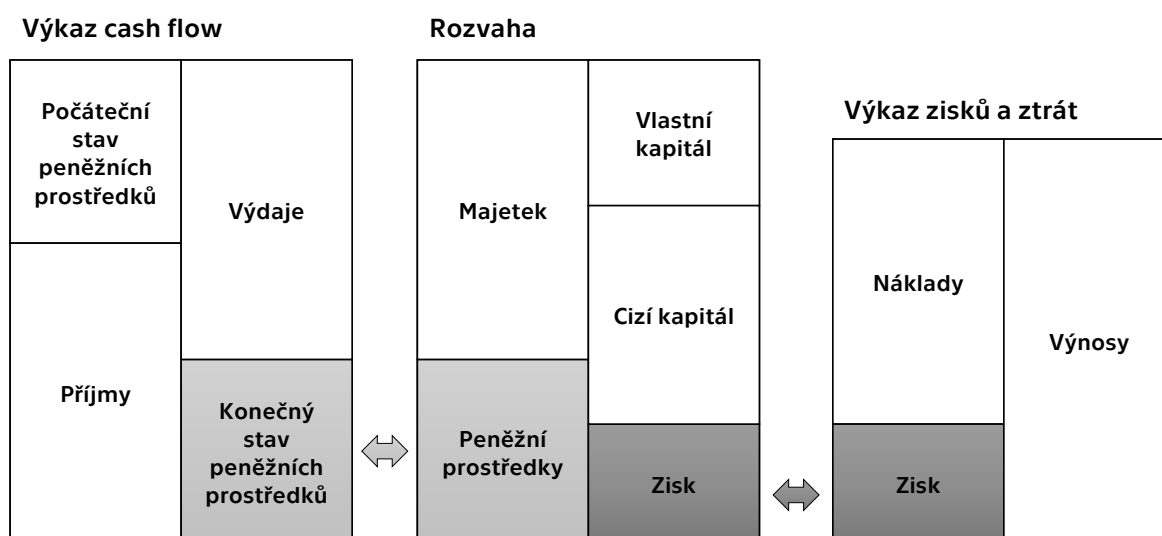 Výkaz cash flow
Počáteční
stav
peněžních
prostředků
Příjmy
Výdaje
Konečný
stav
peněžních
prostředků
Rozvaha
Majetek
Peněžní
prostředky
Vlastní
kapitál
Cizí kapitál
Zisk
Výkaz zisků a ztrát
Náklady
Zisk
Výnosy